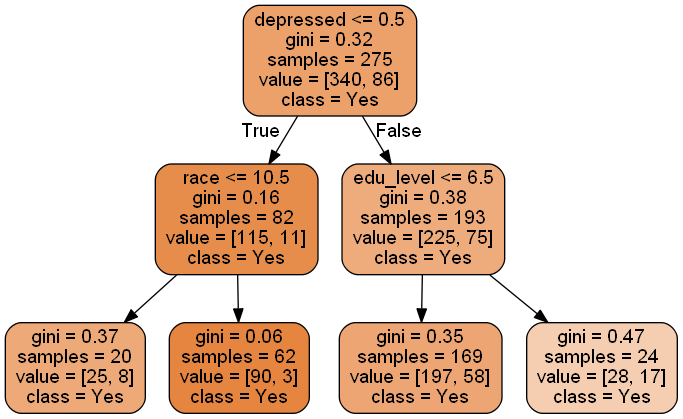 depressed <= 0.5
gini = 0.32
samples = 275
value = [340, 86]
class = Yes
True
False
race <= 10.5
gini = 0.16
samples = 82
value = [115, 11]
class = Yes
edu_level <= 6.5
gini = 0.38
samples = 193
value = [225, 75]
class = Yes
gini = 0.37
samples = 20
value = [25, 8]
class = Yes
gini = 0.06
samples = 62
value = [90, 3]
class = Yes
gini = 0.35
samples = 169
value = [197, 58]
class = Yes
gini = 0.47
samples = 24
value = [28, 17]
class = Yes